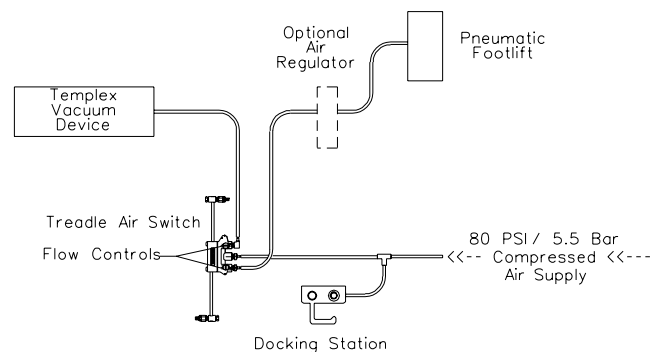 Optional
Air
Regulator
Pneumatic
Footlift
Templex
Vacuum
Device
Treadle Air Switch
Flow Controls
80 PSI/ 5.5 Bar
<<-- Compressed <<---
Air Supply
Docking Station